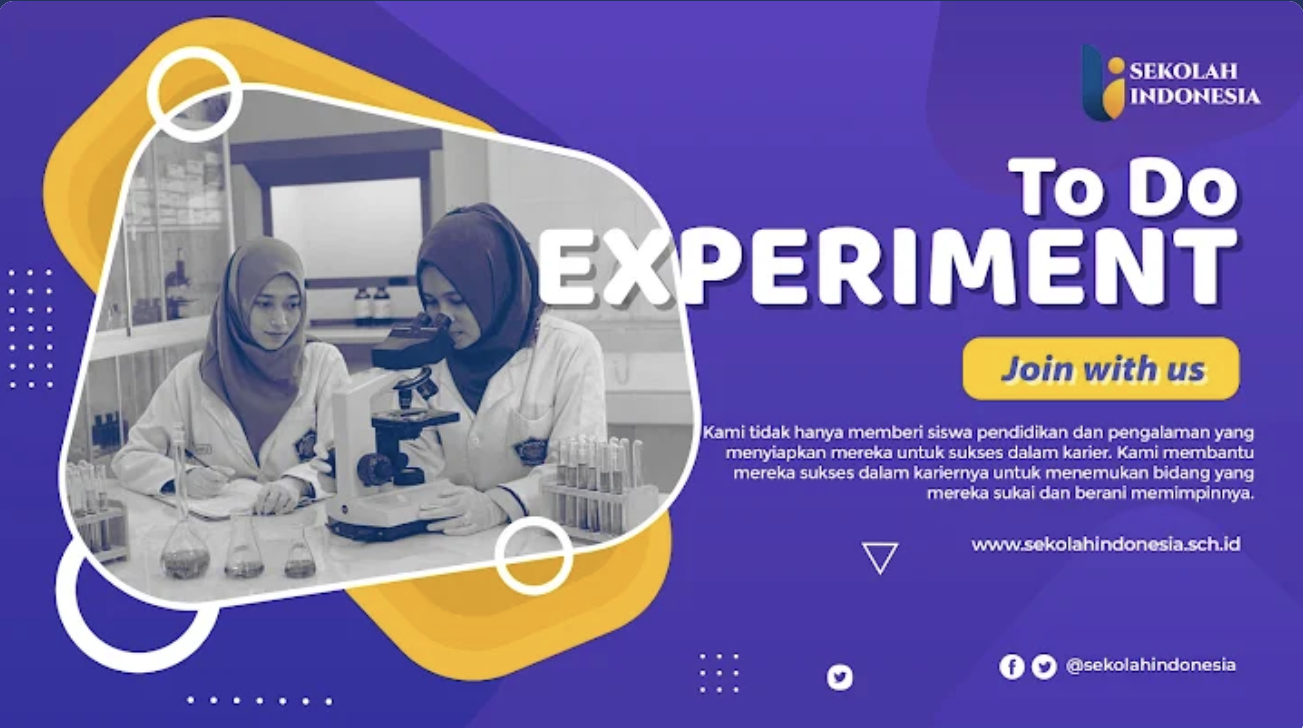 SEKOLAH
INDONESIA
To Do
EXPERIMENT
Join with us
Kami tidak hanya memberi siswa pendidikan dan pengalaman yang
menyiapkan mereka untuk sukses dalam karier. Kami membantu
mereka sukses dalam kariernya untuk menemukan bidang yang
mereka sukai dan berani memimpinnya.
www.sekolahindonesia.sch.id
@sekolahindonesia